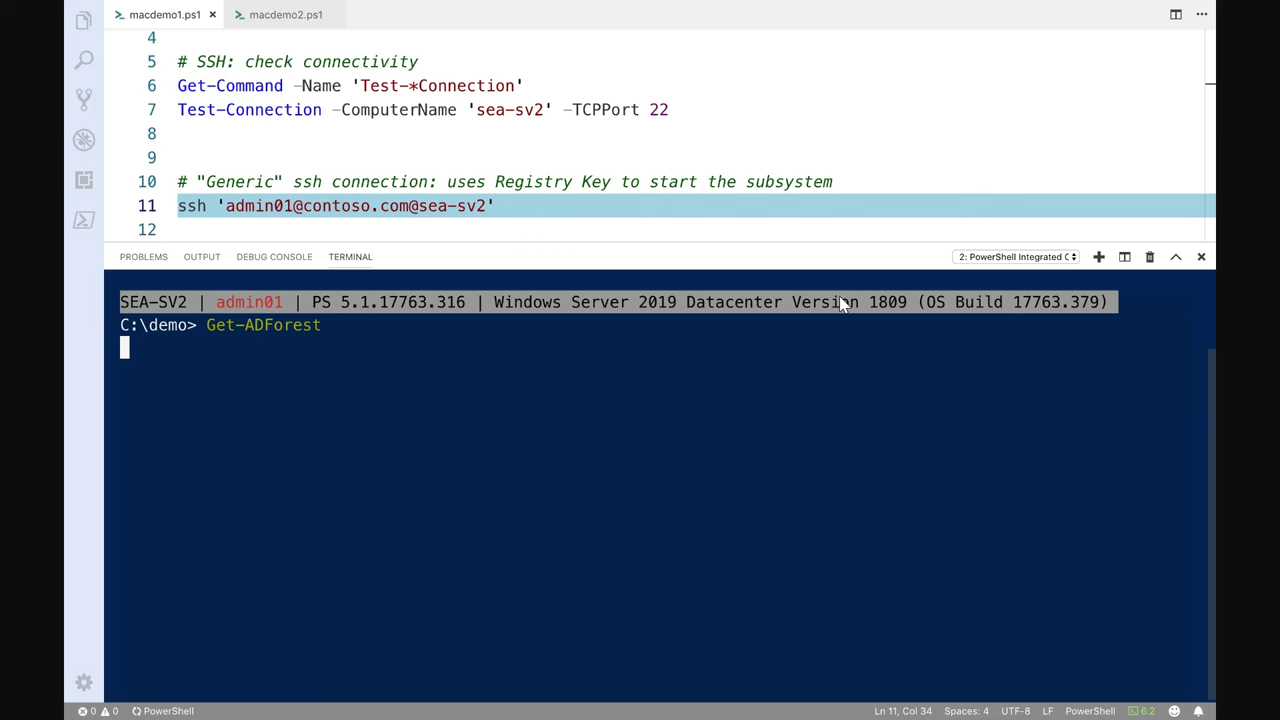 macdemo1.ps1
macdemo2.ps1
4
5 # SSH: check connectivity
6 Get-Command -Name 'Test-*Connection'
7 Test-Connection -ComputerName 'sea-sv2' -TCPPort 22
8
9
10 # "Generic" ssh connection: uses Registry Key to start the subsystem
11 ssh 'admin01@contoso.com@sea-sv2'
12
PROBLEMS OUTPUT DEBUG CONSOLE TERMINAL 2: PowerShell Integrated C
SEA-SV2 | admin01 | PS 5.1.17763.316 | Windows Server 2019 Datacenter Version 1809 (OS Build 17763.379)
C:\demo> Get-ADForest
0 0 PowerShell Ln 11, Col 34 Spaces: 4 UTF-8 LF PowerShell 6.2